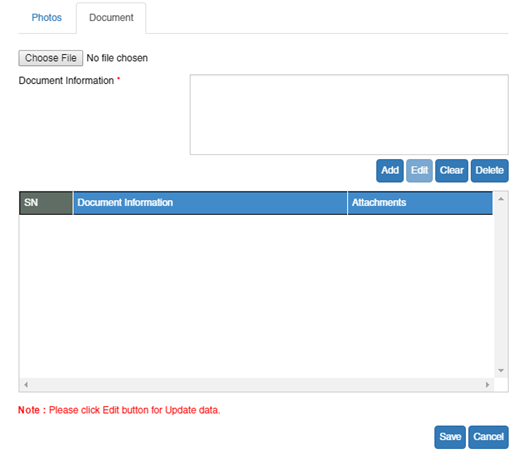 Photos Document
Choose File No file chosen
Document Information *
Add Edit Clear Delete
SN Document Information Attachments
Note : Please click Edit button for Update data.
Save Cancel